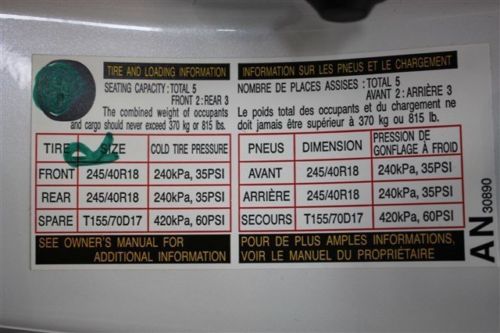 TIRE AND LOADING INFORMATION
SEATING CAPACITY:TOTAL 5
FRONT 2:REAR 3
The combined weight of occupants
and cargo should never exceed 370 kg or 815 lbs.
TIRE SIZE COLD TIRE PRESSURE
FRONT 245/40R18 240kPa, 35PSI
REAR 245/40R18 240kPa, 35PSI
SPARE T155/70D17 420kPa, 60PSI
SEE OWNER'S MANUAL FOR
ADDITIONAL INFORMATION
INFORMATION SUR LES PNEUS ET LE CHARGEMENT
NOMBRE DE PLACES ASSISES : TOTAL 5
AVANT 2: ARRIÈRE 3
Le poids total des occupants et du chargement ne
doit jamais être supérieur à 370 kg ou 815 lb.
PNEUS DIMENSION PRESSION DE
GONFLAGE À FROID
AVANT 245/40R18 240kPa, 35PSI
ARRIÈRE 245/40R18 240kPa, 35PSI
SECOURS T155/70D17 420kPa, 60PSI
POUR DE PLUS AMPLES INFORMATIONS,
VOIR LE MANUEL DU PROPRIÉTAIRE
AN 30890